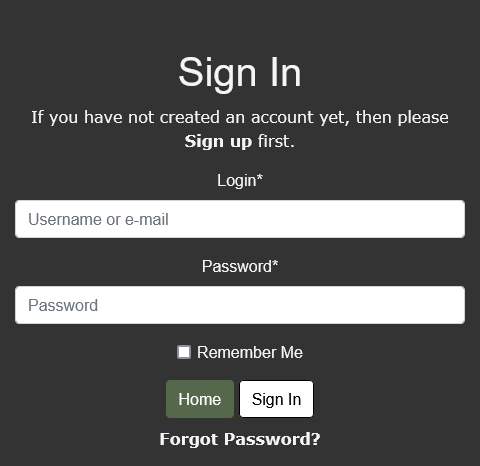 Sign In
If you have not created an account yet, then please
Sign up first.
Login*
Username or e-mail
Password*
Password
Remember Me
Home Sign In
Forgot Password?